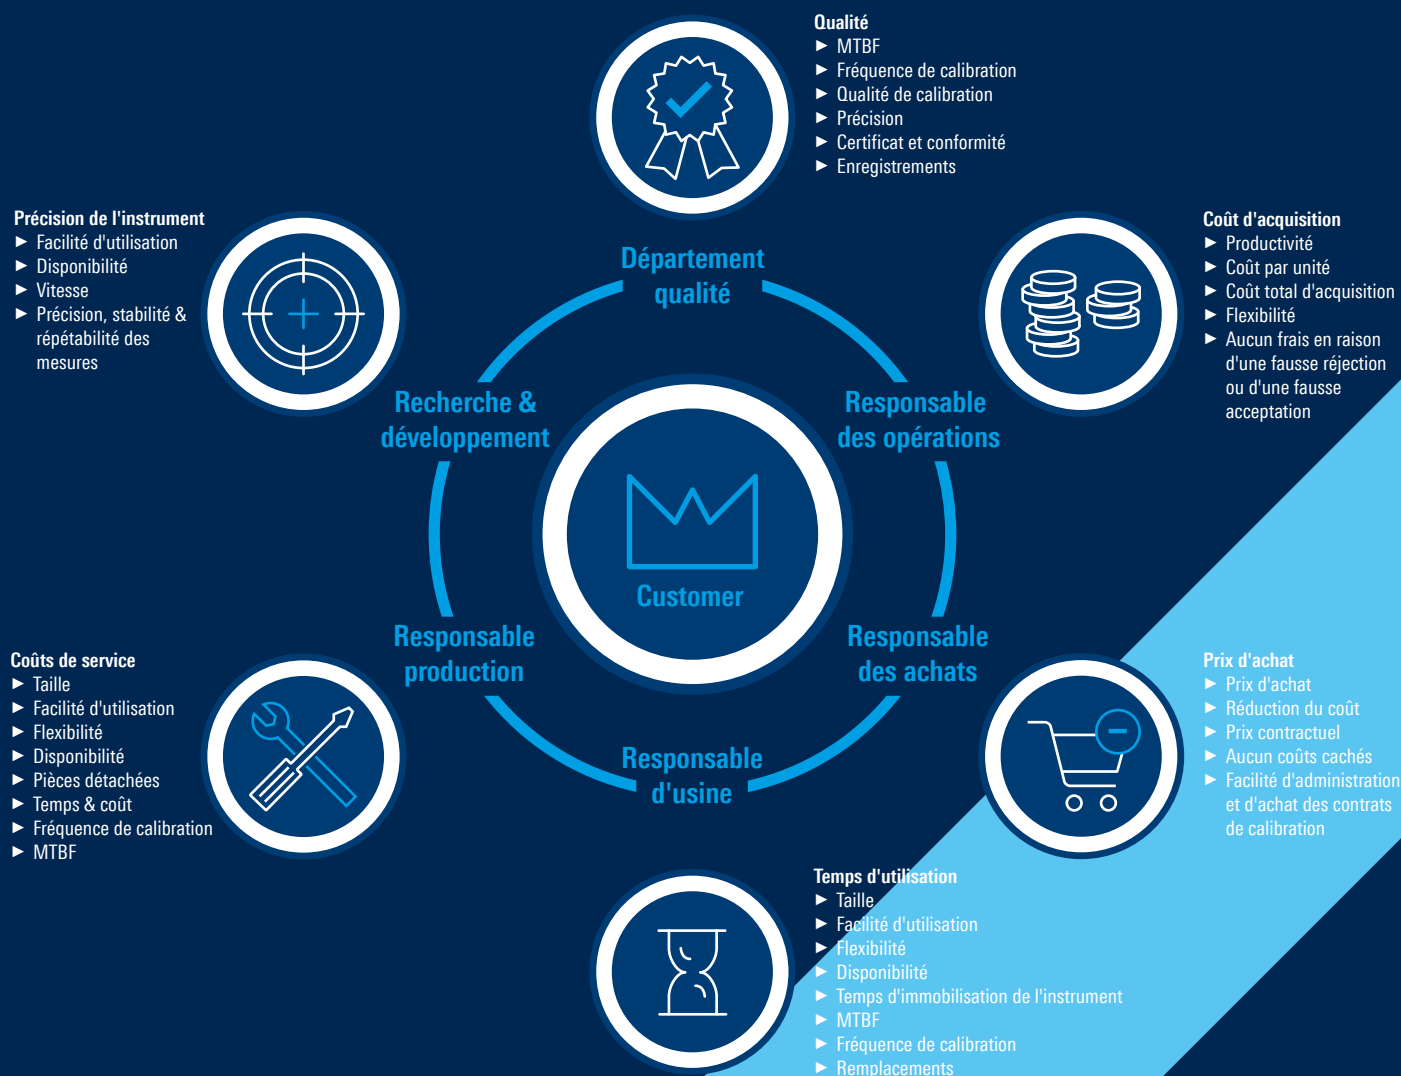 Qualité
► MTBF
► Fréquence de calibration
► Qualité de calibration
► Précision
► Certificat et conformité
► Enregistrements
Précision de l'instrument
► Facilité d'utilisation
► Disponibilité
► Vitesse
► Précision, stabilité &
répétabilité des
mesures
Coût d'acquisition
► Productivité
► Coût par unité
► Coût total d'acquisition
► Flexibilité
► Aucun frais en raison
d'une fausse réjection
ou d'une fausse
acceptation
Département
qualité
Recherche &
développement
Responsable
des opérations
Customer
Responsable
production
Responsable
des achats
Responsable
d'usine
Coûts de service
► Taille
► Facilité d'utilisation
► Flexibilité
► Disponibilité
► Pièces détachées
► Temps & coût
► Fréquence de calibration
► MTBF
Prix d'achat
► Prix d'achat
► Réduction du coût
► Prix contractuel
► Aucun coûts cachés
► Facilité d'administration
et d'achat des contrats
de calibration
Temps d'utilisation
► Taille
► Facilité d'utilisation
► Flexibilité
► Disponibilité
► Temps d'immobilisation de l'instrument
► MTBF
► Fréquence de calibration
► Remplacements